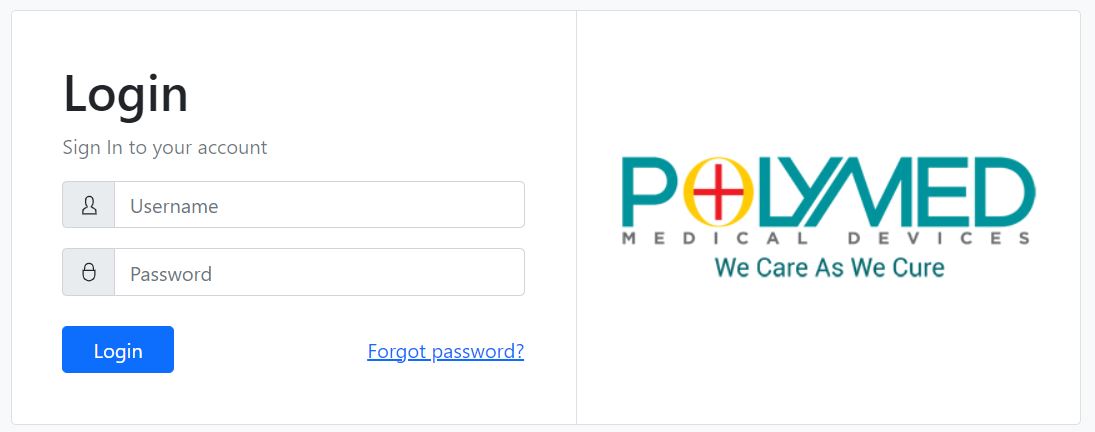 Login
Sign In to your account
Username
Password
Login
Forgot password?
POLYMED
MEDICAL DEVICES
We Care As We Cure